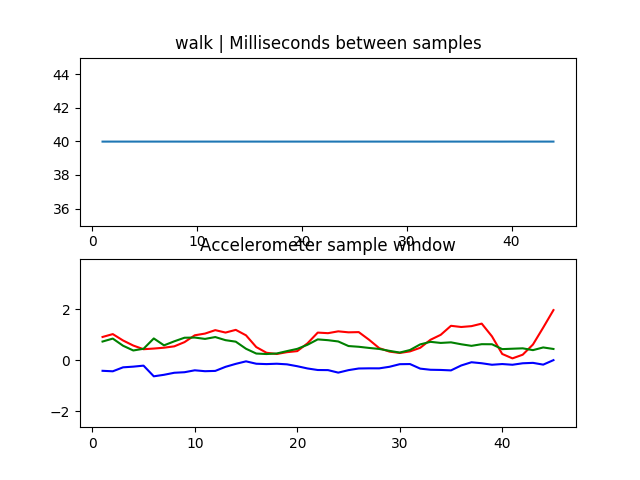 walk | Milliseconds between samples
44
42
40
38
36
0 10 20 30 40
Accelerometer sample window
2
0
−2
0 10 20 30 40